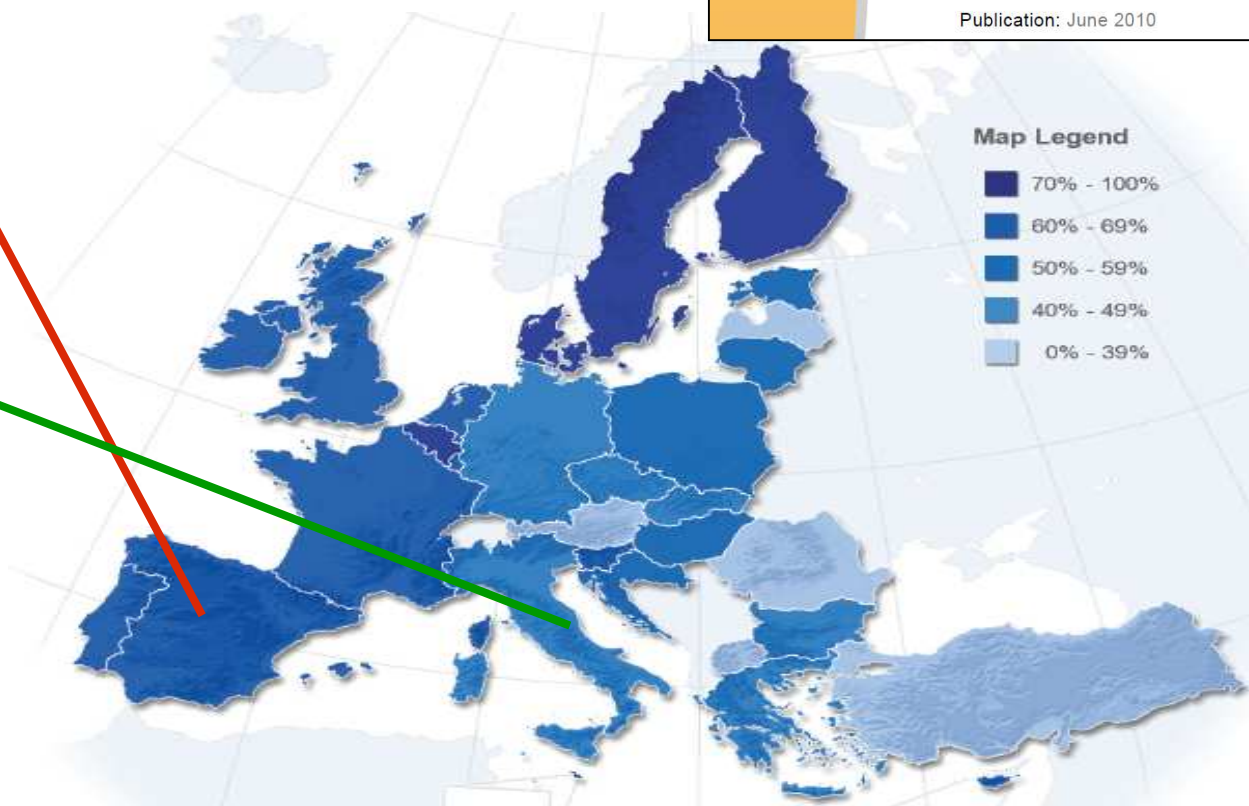 Publication: June 2010
Map Legend
70% - 100%
60% - 69%
50% - 59%
40% - 49%
0% - 39%